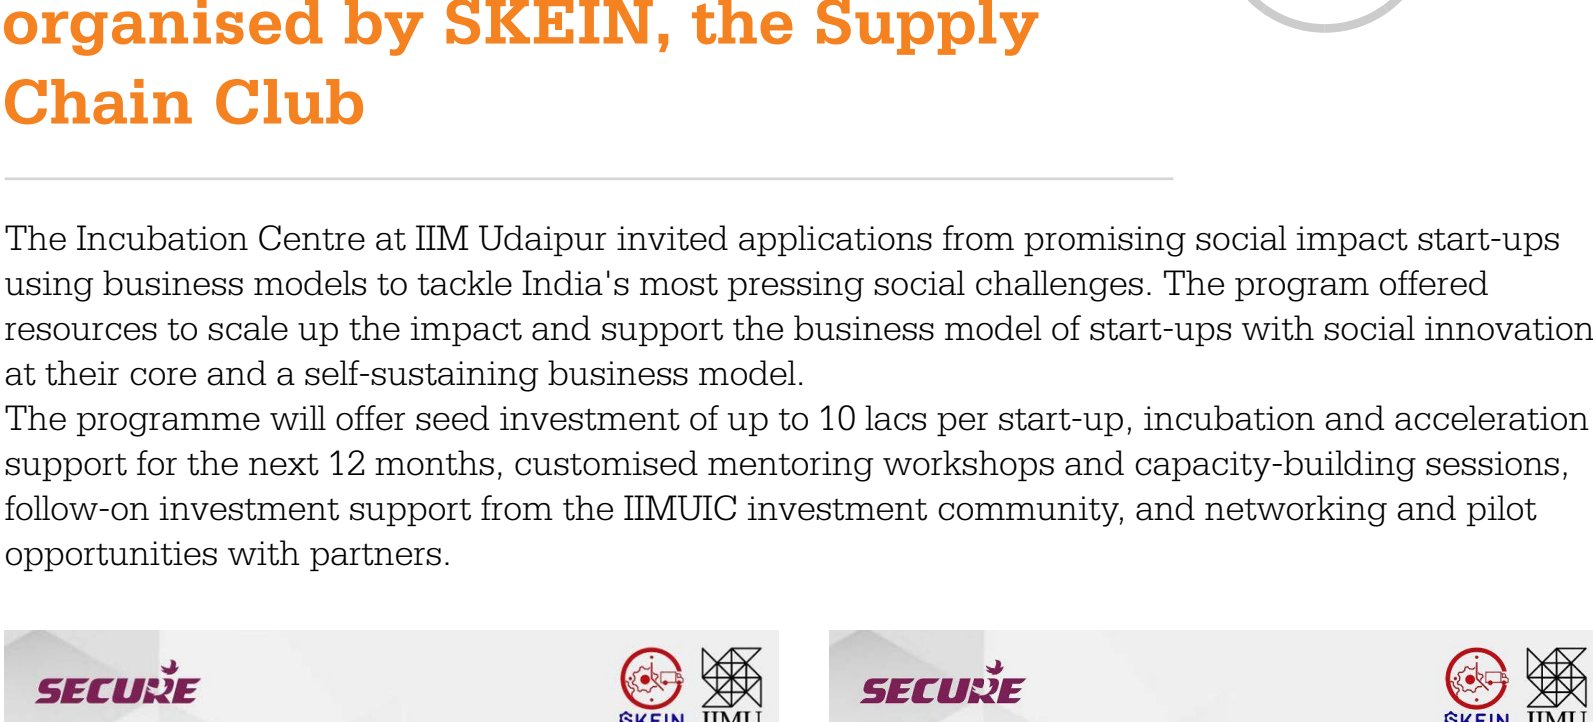 organised by SKEIN, the Supply
Chain Club
The Incubation Centre at IIM Udaipur invited applications from promising social impact start-ups
using business models to tackle India's most pressing social challenges. The program offered
resources to scale up the impact and support the business model of start-ups with social innovation
at their core and a self-sustaining business model.
The programme will offer seed investment of up to 10 lacs per start-up, incubation and acceleration
support for the next 12 months, customised mentoring workshops and capacity-building sessions,
follow-on investment support from the IIMUIC investment community, and networking and pilot
opportunities with partners.
SECURE
SKEIN IIMU
SECURE
SKEIN IIMU